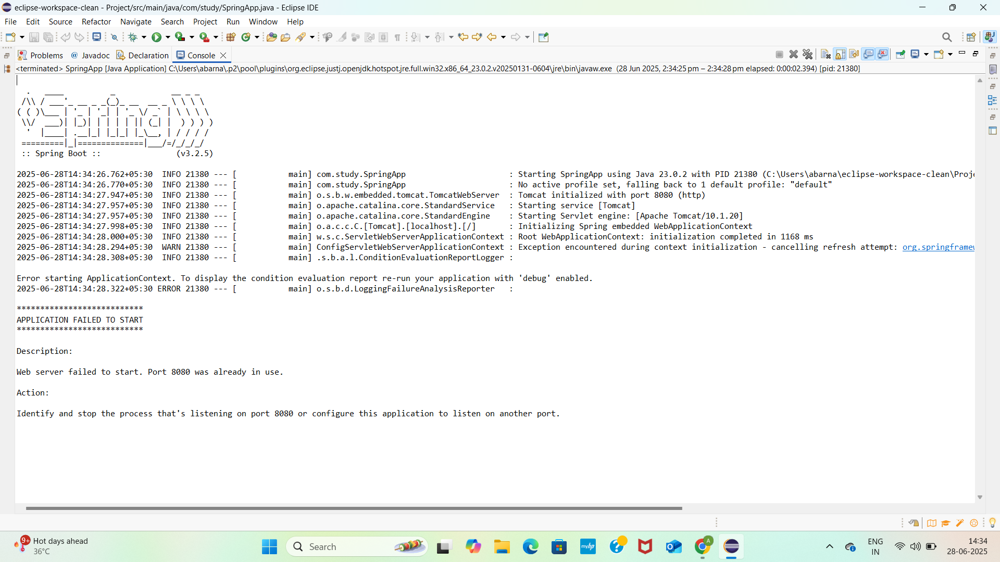 eclipse-workspace-clean - Project/src/main/java/com/study/SpringApp.java - Eclipse IDE
File Edit Source Refactor Navigate Search Project Run Window Help
Problems @ Javadoc Declaration Console
<terminated> SpringApp [Java Application] C:\Users\abarna\.p2\pool\plugins\org.eclipse.justj.openjdk.hotspot.jre.full.win32.x86_64_23.0.2.v20250131-0604\jre\bin\javaw.exe (28 Jun 2025, 2:34:25 pm – 2:34:28 pm elapsed: 0:00:02.394) [pid: 21380]
  .   ____          _            __ _ _
 /\\ / ___'_ __ _ _(_)_ __  __ _ \ \ \ \
( ( )\___ | '_ | '_| | '_ \/ _` | \ \ \ \
 \\/  ___)| |_)| | | | | || (_| |  ) ) ) )
  '  |____| .__|_| |_|_| |_\__, | / / / /
 =========|_|==============|___/=/_/_/_/
 :: Spring Boot ::                (v3.2.5)
2025-06-28T14:34:26.762+05:30  INFO 21380 --- [           main] com.study.SpringApp                      : Starting SpringApp using Java 23.0.2 with PID 21380 (C:\Users\abarna\eclipse-workspace-clean\Proje
2025-06-28T14:34:26.770+05:30  INFO 21380 --- [           main] com.study.SpringApp                      : No active profile set, falling back to 1 default profile: "default"
2025-06-28T14:34:27.947+05:30  INFO 21380 --- [           main] o.s.b.w.embedded.tomcat.TomcatWebServer  : Tomcat initialized with port 8080 (http)
2025-06-28T14:34:27.957+05:30  INFO 21380 --- [           main] o.apache.catalina.core.StandardService   : Starting service [Tomcat]
2025-06-28T14:34:27.957+05:30  INFO 21380 --- [           main] o.apache.catalina.core.StandardEngine    : Starting Servlet engine: [Apache Tomcat/10.1.20]
2025-06-28T14:34:27.998+05:30  INFO 21380 --- [           main] o.a.c.c.C.[Tomcat].[localhost].[/]       : Initializing Spring embedded WebApplicationContext
2025-06-28T14:34:28.000+05:30  INFO 21380 --- [           main] w.s.c.ServletWebServerApplicationContext : Root WebApplicationContext: initialization completed in 1168 ms
2025-06-28T14:34:28.294+05:30  WARN 21380 --- [           main] ConfigServletWebServerApplicationContext : Exception encountered during context initialization - cancelling refresh attempt: org.springframew
2025-06-28T14:34:28.308+05:30  INFO 21380 --- [           main] .s.b.a.l.ConditionEvaluationReportLogger :
Error starting ApplicationContext. To display the condition evaluation report re-run your application with 'debug' enabled.
2025-06-28T14:34:28.322+05:30 ERROR 21380 --- [           main] o.s.b.d.LoggingFailureAnalysisReporter   :
***************************
APPLICATION FAILED TO START
***************************
Description:
Web server failed to start. Port 8080 was already in use.
Action:
Identify and stop the process that's listening on port 8080 or configure this application to listen on another port.
9+ Hot days ahead
36°C
Search
myhp
A
ENG
IN
14:34
28-06-2025